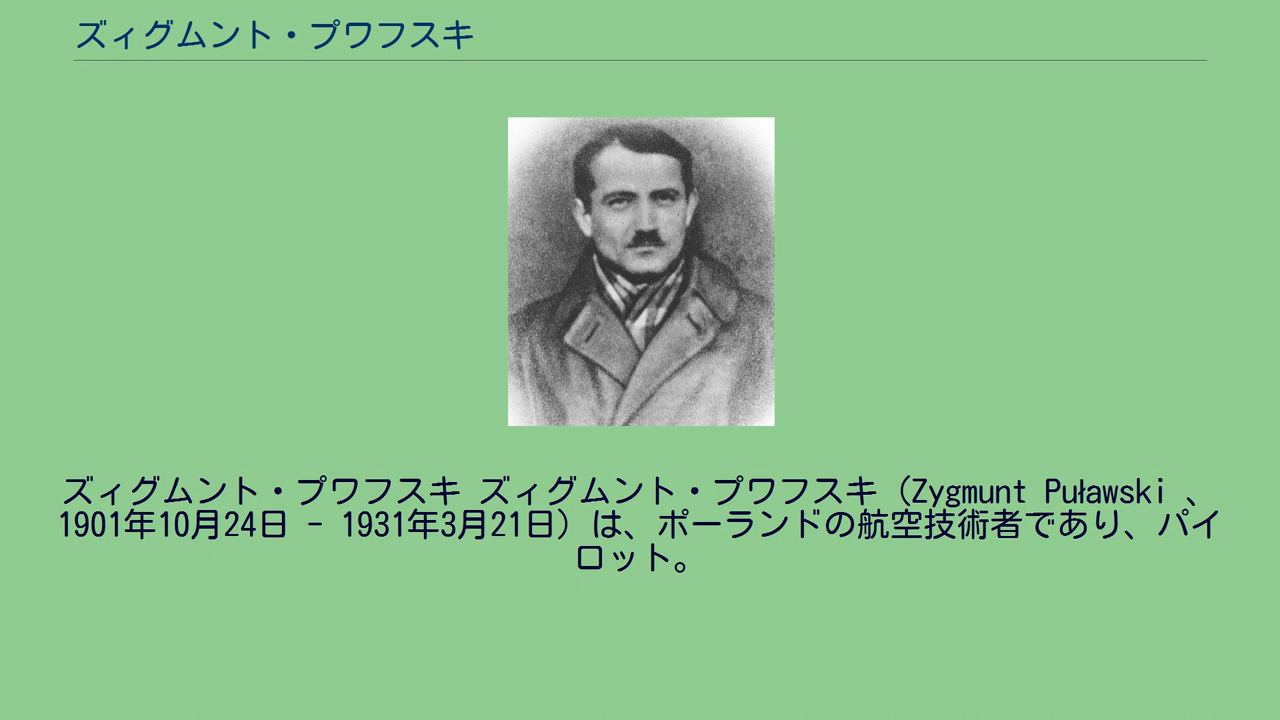 ズィグムント・プワフスキ
ズィグムント・プワフスキ ズィグムント・プワフスキ（Zygmunt Puławski 、
1901年10月24日 - 1931年3月21日）は、ポーランドの航空技術者であり、パイ
ロット。